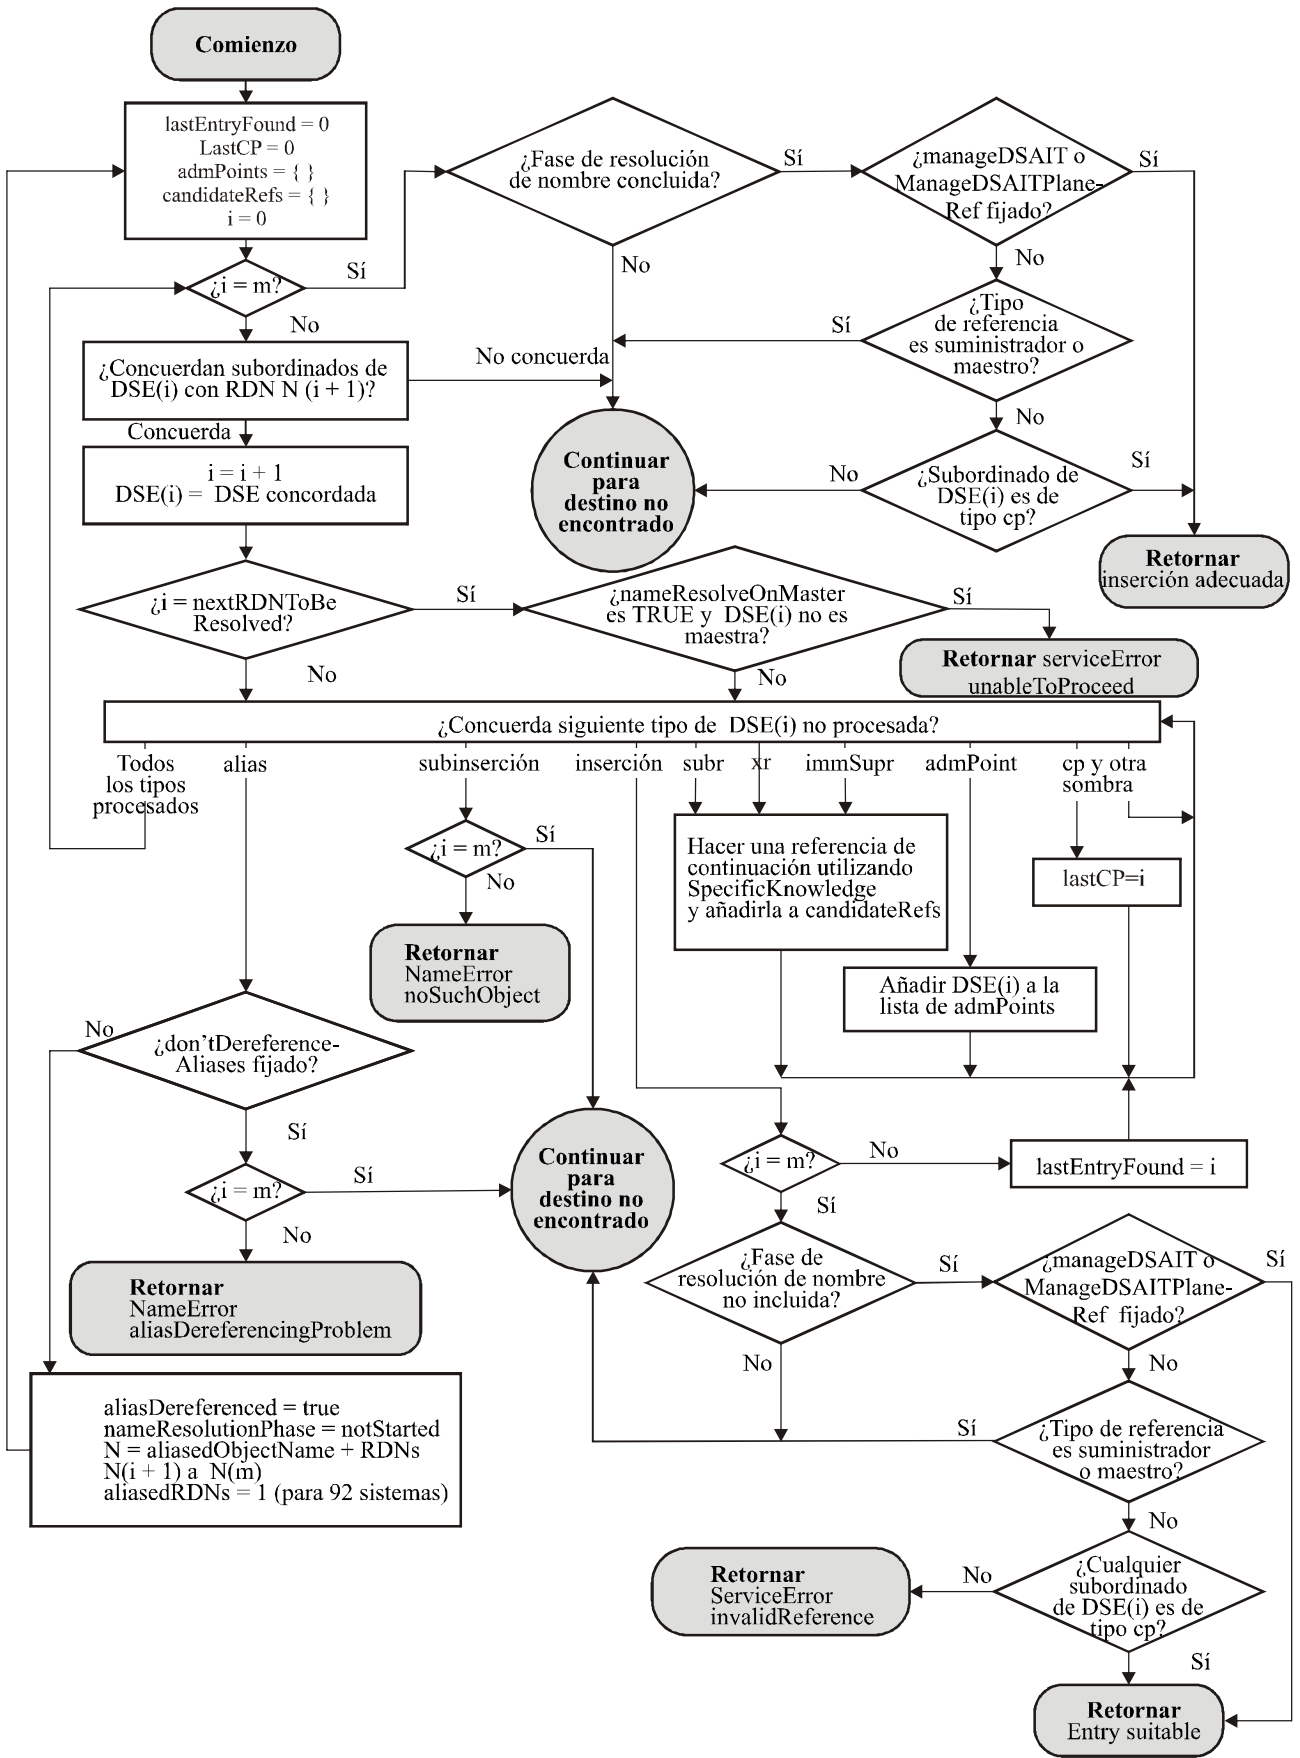 Comienzo
lastEntryFound = 0
LastCP = 0
admPoints = { }
candidateRefs = { }
i = 0
¿Fase de resolución
de nombre concluida?
Sí
¿manageDSAIT o
ManageDSAITPlane-
Ref fijado?
Sí
No
No
¿i = m?
Sí
No
¿Tipo
de referencia
es suministrador o
maestro?
Sí
No
¿Concuerdan subordinados de
DSE(i) con RDN N (i + 1)?
No concuerda
Concuerda
i = i + 1
DSE(i) = DSE concordada
Continuar
para
destino no
encontrado
No
¿Subordinado de
DSE(i) es de
tipo cp?
Sí
Retornar
inserción adecuada
¿i = nextRDNToBe
Resolved?
Sí
No
¿nameResolveOnMaster
es TRUE y DSE(i) no es
maestra?
Sí
No
Retornar serviceError
unableToProceed
¿Concuerda siguiente tipo de DSE(i) no procesada?
Todos
los tipos
procesados
alias
subinserción
inserción
subr
xr
immSupr
admPoint
cp y otra
sombra
¿i = m?
Sí
No
Hacer una referencia de
continuación utilizando
SpecificKnowledge
y añadirla a candidateRefs
lastCP=i
Retornar
NameError
noSuchObject
Añadir DSE(i) a la
lista de admPoints
No
¿don'tDereference-
Aliases fijado?
Sí
¿i = m?
Sí
No
Continuar
para
destino no
encontrado
¿i = m?
No
lastEntryFound = i
Sí
Retornar
NameError
aliasDereferencingProblem
¿Fase de
resolución de nombre
no incluida?
Sí
No
¿manageDSAIT o
ManageDSAITPlane-
Ref fijado?
Sí
No
aliasDereferenced = true
nameResolutionPhase = notStarted
N = aliasedObjectName + RDNs
N(i + 1) a N(m)
aliasedRDNs = 1 (para 92 sistemas)
Sí
¿Tipo de referencia
es suministrador
o maestro?
No
Retornar
ServiceError
invalidReference
No
¿Cualquier
subordinado
de DSE(i) es de
tipo cp?
Sí
Retornar
Entry suitable